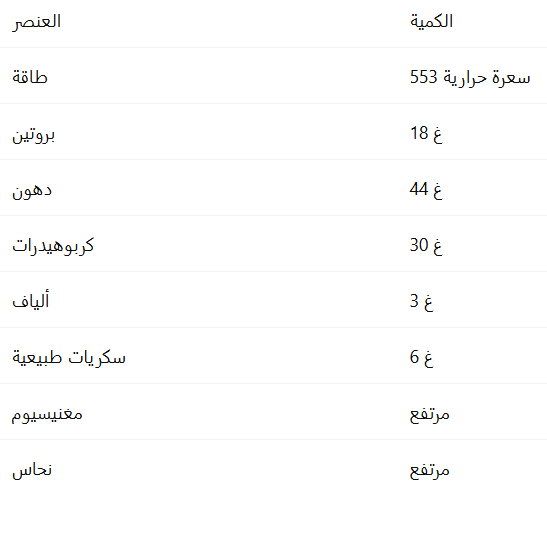 العنصر الكمية
طاقة 553 سعرة حرارية
بروتين 18 غ
دهون 44 غ
كربوهيدرات 30 غ
ألياف 3 غ
سكريات طبيعية 6 غ
مغنيسيوم مرتفع
نحاس مرتفع